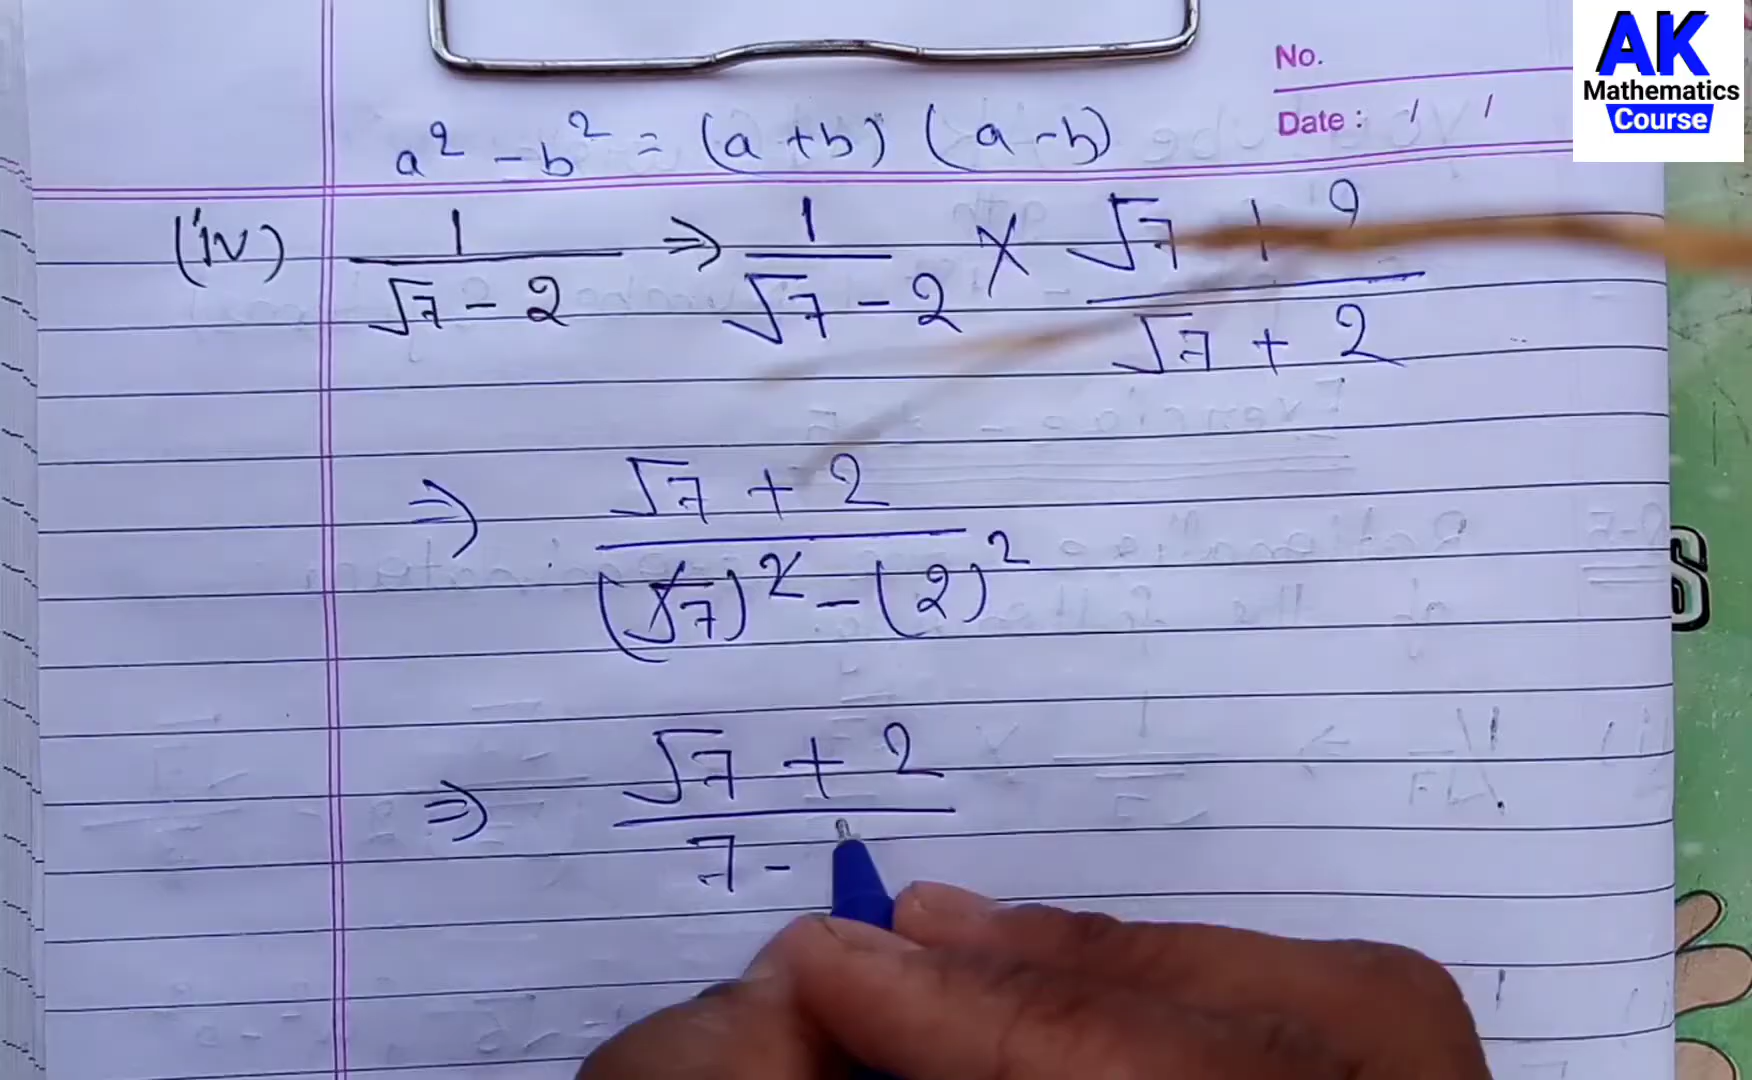 AK
Mathematics
Course
No.
Date : / /
a² - b² = (a + b) (a - b)
(iv) 1/(√7 - 2) ⇒ 1/(√7 - 2) × (√7 + 2)/(√7 + 2)
⇒ (√7 + 2)/((√7)² - (2)²)
⇒ (√7 + 2)/(7 -